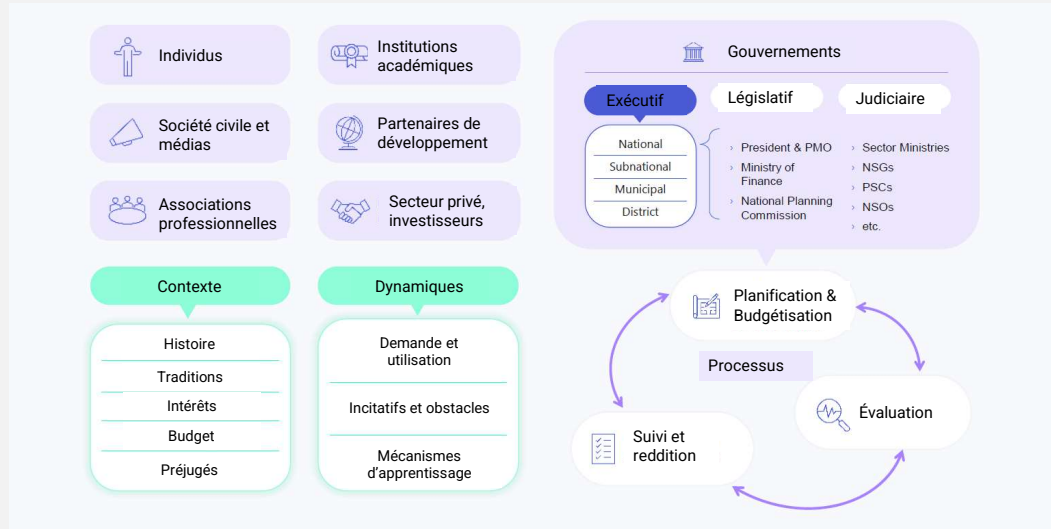 Individus
Institutions
académiques
Société civile et
médias
Partenaires de
développement
Associations
professionnelles
Secteur privé,
investisseurs
Contexte
Histoire
Traditions
Intérêts
Budget
Préjugés
Dynamiques
Demande et
utilisation
Incitatifs et obstacles
Mécanismes
d'apprentissage
Gouvernements
Exécutif
Législatif
Judiciaire
National
Subnational
Municipal
District
› President & PMO
› Ministry of
Finance
› National Planning
Commission
› Sector Ministries
› NSGs
› PSCs
› NSOs
› etc.
Planification &
Budgétisation
Processus
Évaluation
Suivi et
reddition